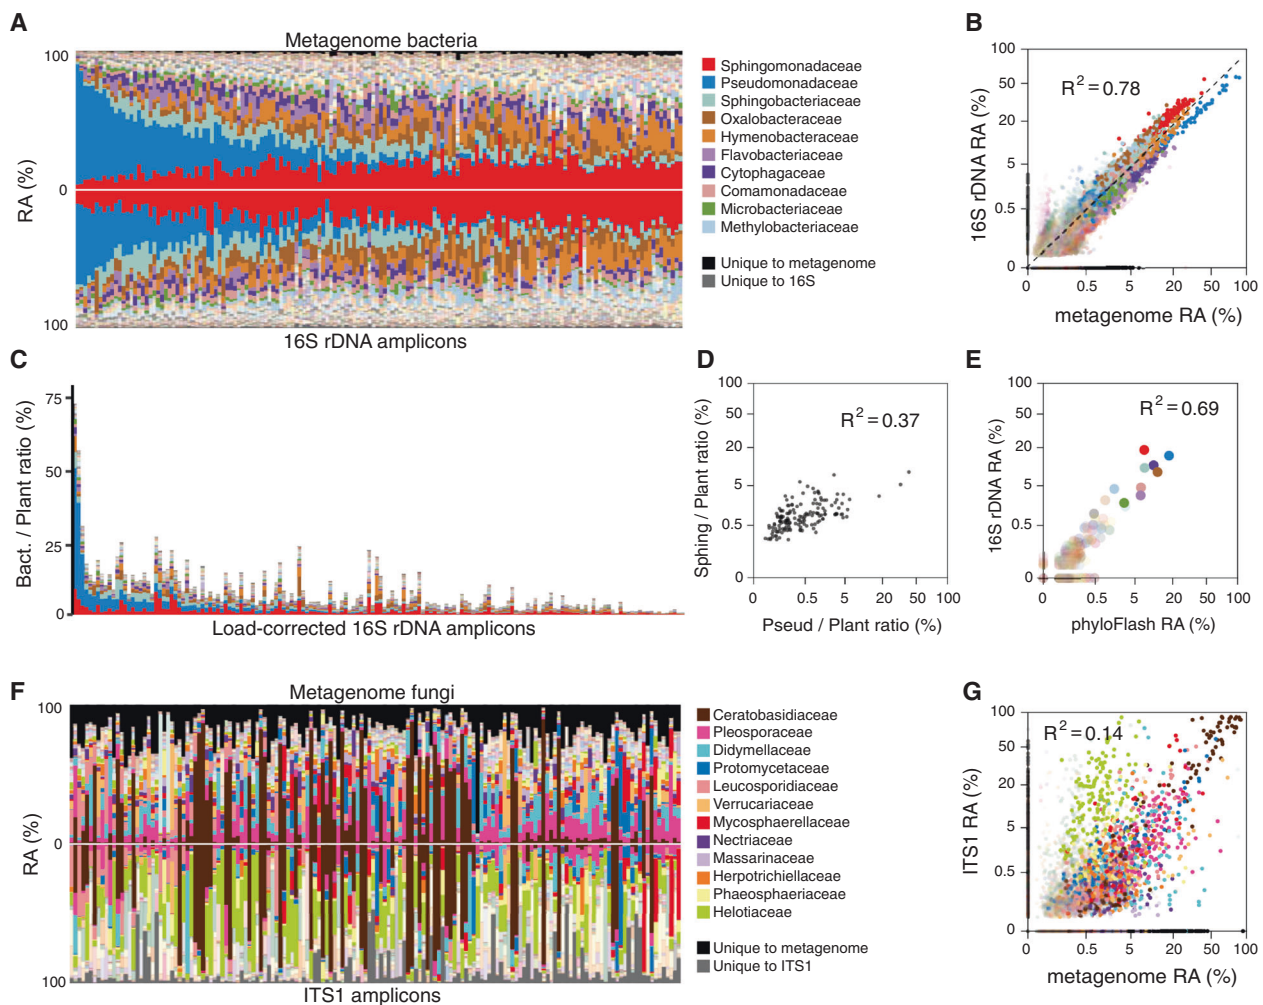 A
Metagenome bacteria
100
0
100
RA (%)
16S rDNA amplicons
Sphingomonadaceae
Pseudomonadaceae
Sphingobacteriaceae
Oxalobacteraceae
Hymenobacteraceae
Flavobacteriaceae
Cytophagaceae
Comamonadaceae
Microbacteriaceae
Methylobacteriaceae
Unique to metagenome
Unique to 16S
B
R² = 0.78
16S rDNA RA (%)
100
50
20
5
0.5
0
0 0.5 5 20 50 100
metagenome RA (%)
C
Bact. / Plant ratio (%)
75
50
25
0
Load-corrected 16S rDNA amplicons
D
R² = 0.37
Sphing / Plant ratio (%)
100
50
20
5
0.5
0
0 0.5 5 20 50 100
Pseud / Plant ratio (%)
E
R² = 0.69
16S rDNA RA (%)
100
50
20
5
0.5
0
0 0.5 5 20 50 100
phyloFlash RA (%)
F
Metagenome fungi
100
0
100
RA (%)
ITS1 amplicons
Ceratobasidiaceae
Pleosporaceae
Didymellaceae
Protomycetaceae
Leucosporidiaceae
Verrucariaceae
Mycosphaerellaceae
Nectriaceae
Massarinaceae
Herpotrichiellaceae
Phaeosphaeriaceae
Helotiaceae
Unique to metagenome
Unique to ITS1
G
R² = 0.14
ITS1 RA (%)
100
50
20
5
0.5
0
0 0.5 5 20 50 100
metagenome RA (%)